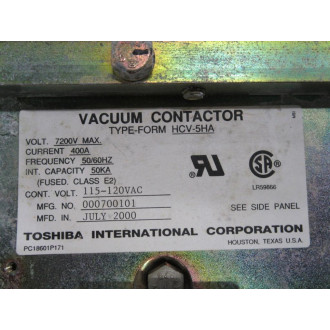 VACUUM CONTACTOR
TYPE-FORM HCV-5HA
VOLT. 7200V MAX.
CURRENT 400A
FREQUENCY 50/60HZ
INT. CAPACITY 50KA
(FUSED, CLASS E2)
CONT. VOLT. 115-120VAC
MFG. NO. 000700101
MFD. IN. JULY 2000
LR59866
SEE SIDE PANEL
TOSHIBA INTERNATIONAL CORPORATION
PC18601P171
HOUSTON, TEXAS U.S.A.